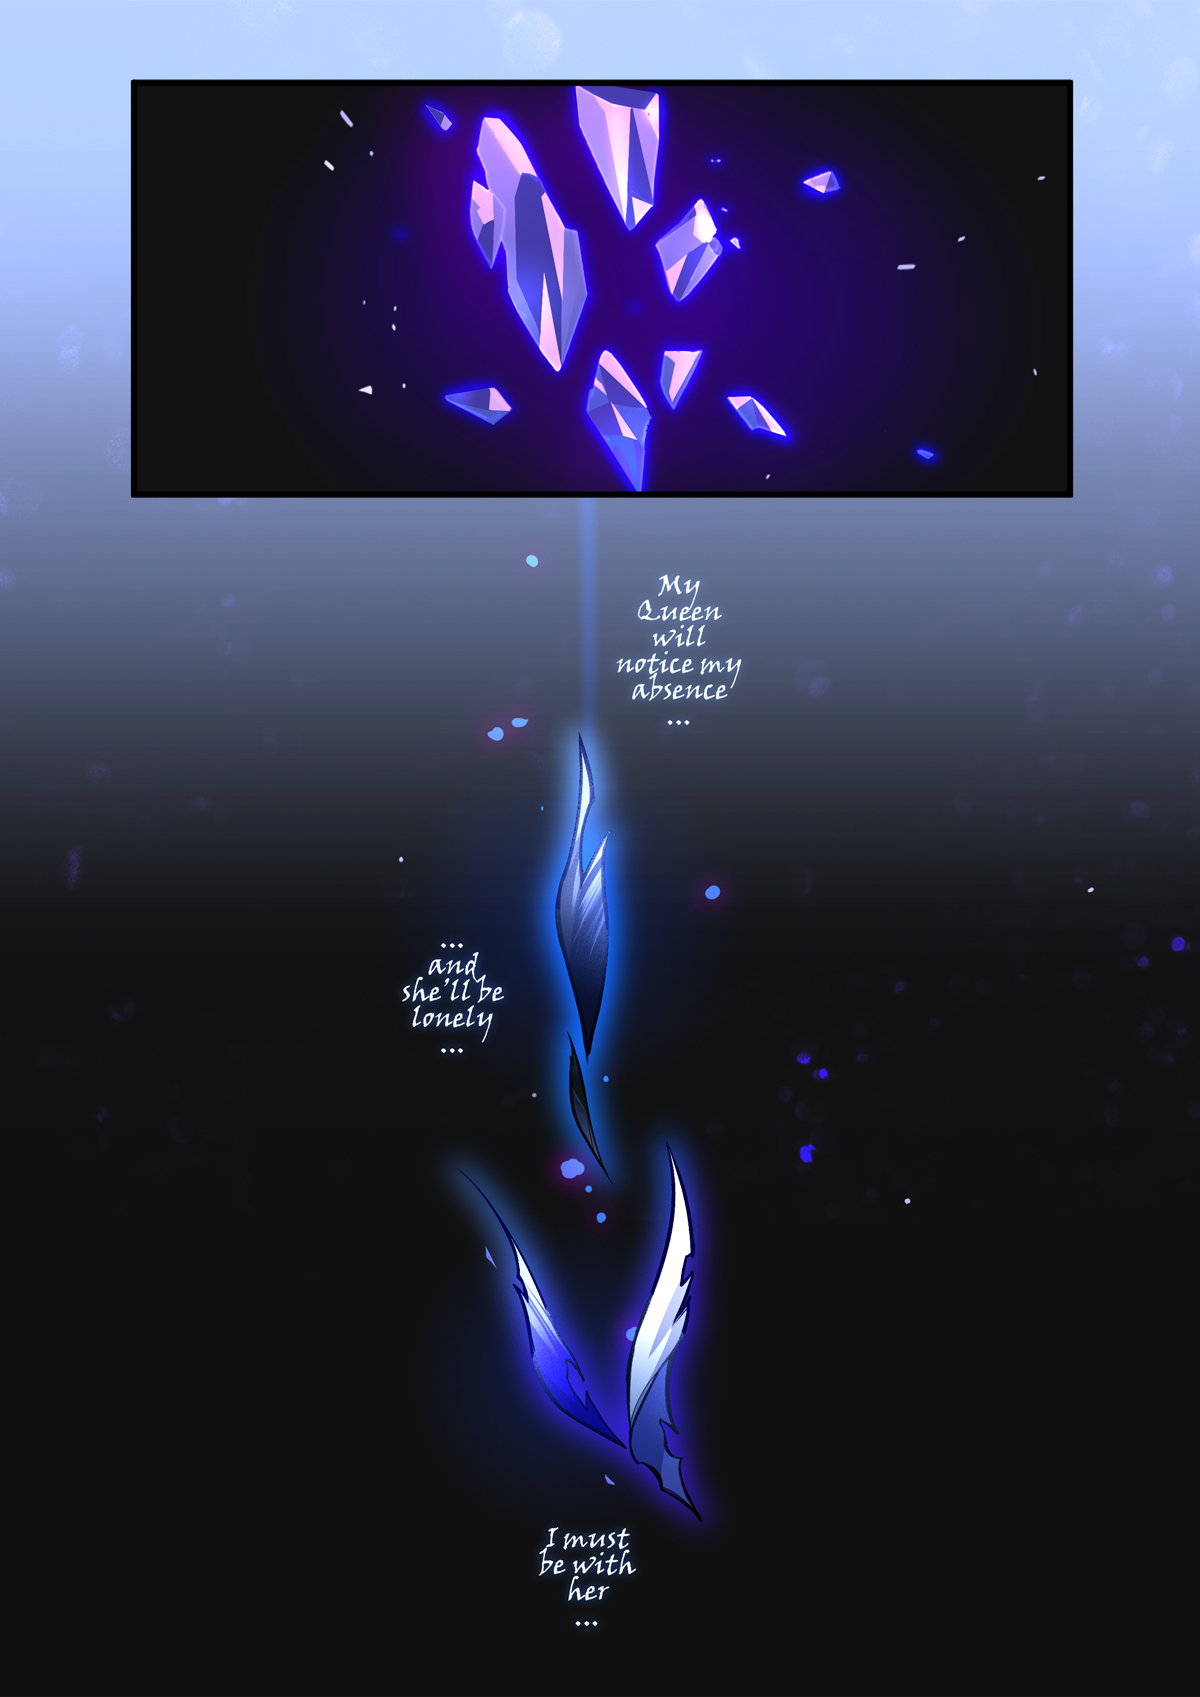 My
Queen
will
notice my
absence
...
...
and
she'll be
lonely
...
I must
be with
her
...